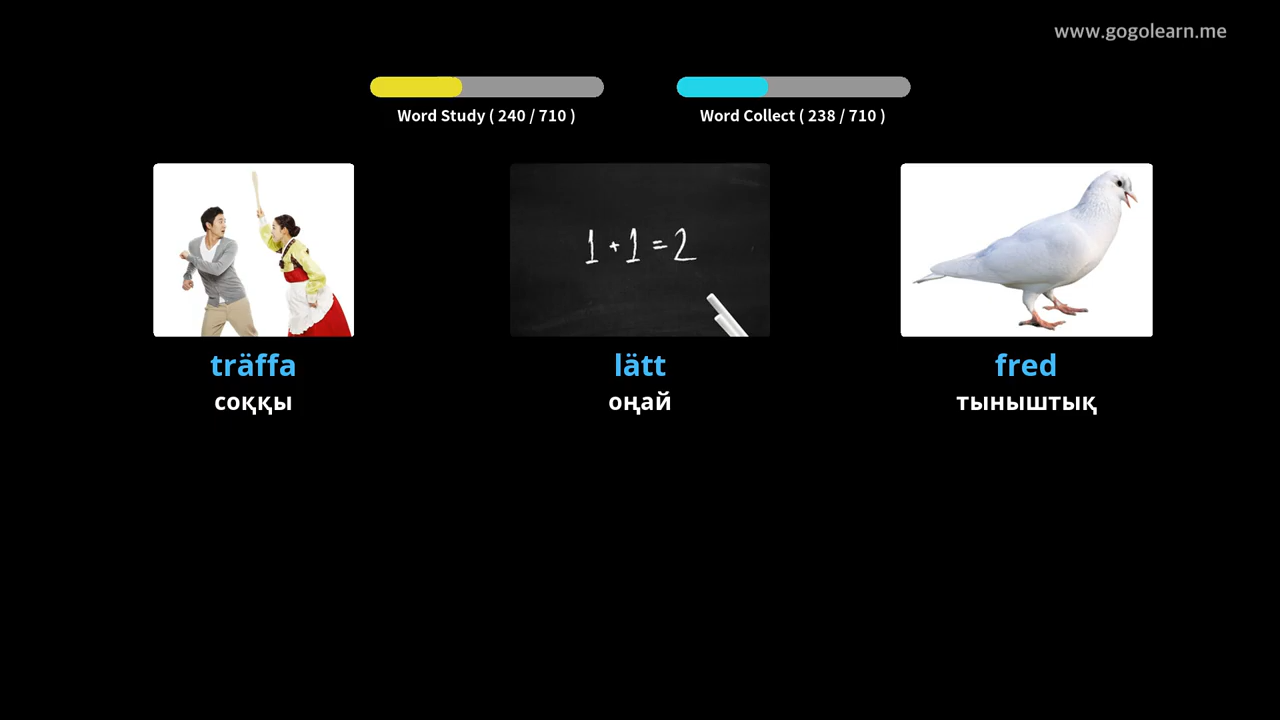 www.gogolearn.me
Word Study ( 240 / 710 )
Word Collect ( 238 / 710 )
1 + 1 = 2
träffa
lätt
fred
соққы
оңай
тыныштық